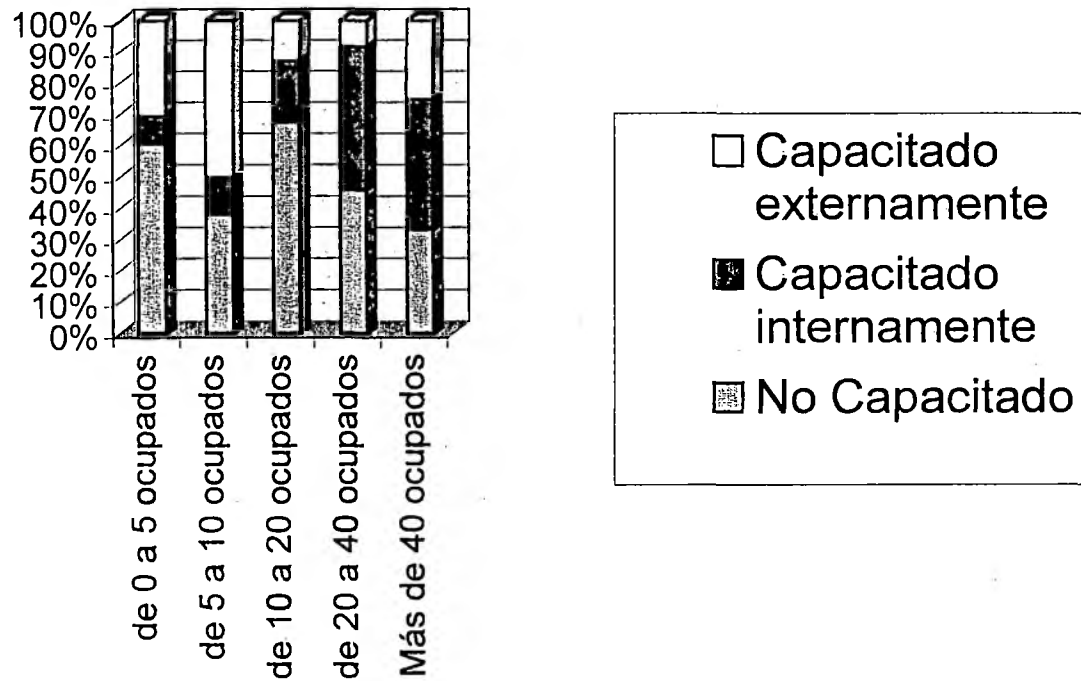 100%
90%
80%
70%
60%
50%
40%
30%
20%
10%
0%
de 0 a 5 ocupados
de 5 a 10 ocupados
de 10 a 20 ocupados
de 20 a 40 ocupados
Más de 40 ocupados
Capacitado
externamente
Capacitado
internamente
No Capacitado